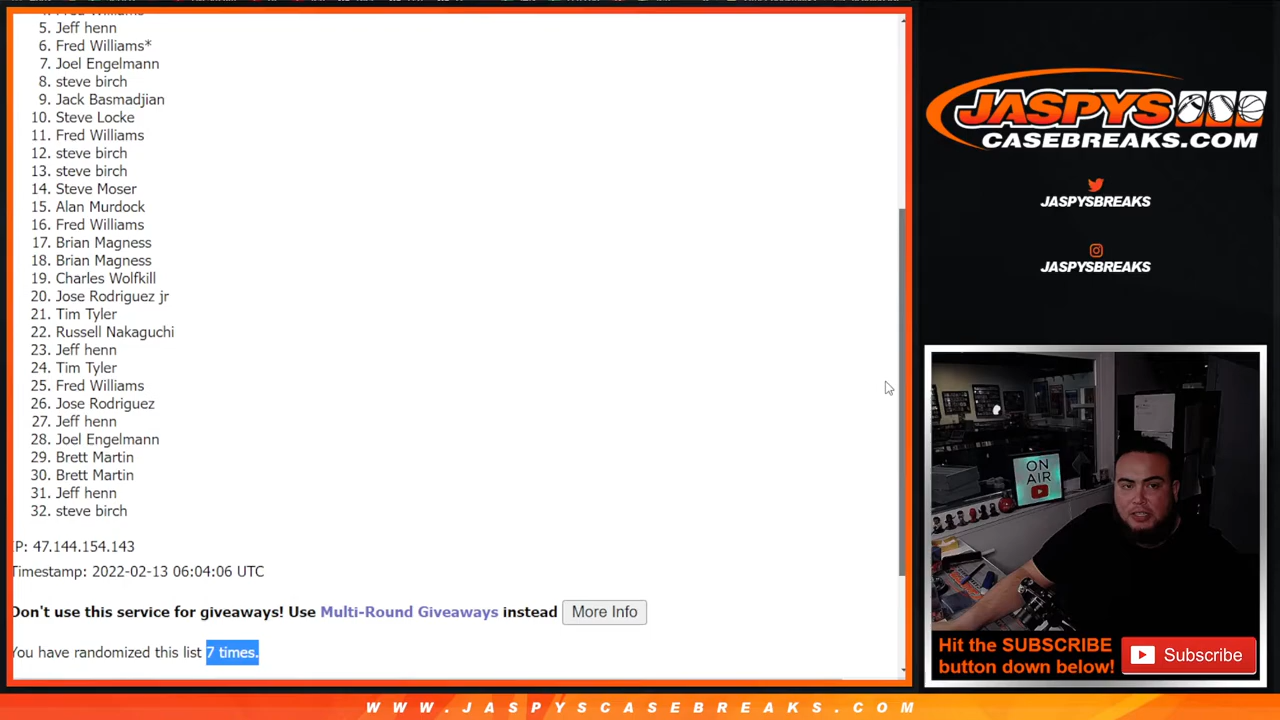 4. Fred Williams
5. Jeff henn
6. Fred Williams*
7. Joel Engelmann
8. steve birch
9. Jack Basmadjian
10. Steve Locke
11. Fred Williams
12. steve birch
13. steve birch
14. Steve Moser
15. Alan Murdock
16. Fred Williams
17. Brian Magness
18. Brian Magness
19. Charles Wolfkill
20. Jose Rodriguez jr
21. Tim Tyler
22. Russell Nakaguchi
23. Jeff henn
24. Tim Tyler
25. Fred Williams
26. Jose Rodriguez
27. Jeff henn
28. Joel Engelmann
29. Brett Martin
30. Brett Martin
31. Jeff henn
32. steve birch
IP: 47.144.154.143
Timestamp: 2022-02-13 06:04:06 UTC
Don't use this service for giveaways! Use Multi-Round Giveaways instead More Info
You have randomized this list 7 times.
JASPYS
CASEBREAKS.COM
JASPYSBREAKS
JASPYSBREAKS
ON
AIR
Hit the SUBSCRIBE
button down below!
Subscribe
WWW.JASPYSCASEBREAKS.COM